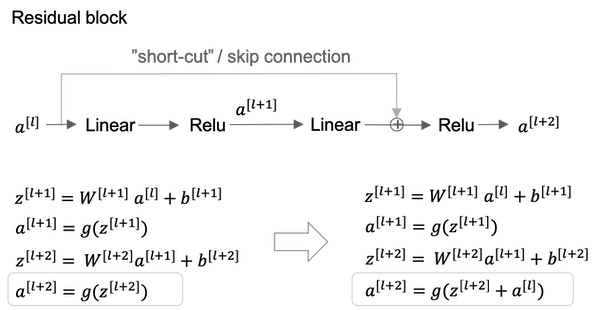 Residual block
”short-cut” / skip connection
a[l] Linear Relu a[l+1] Linear Relu a[l+2]
z[l+1] = W[l+1] a[l] + b[l+1]
a[l+1] = g(z[l+1])
z[l+2] = W[l+2]a[l+1] + b[l+2]
a[l+2] = g(z[l+2])
z[l+1] = W[l+1] a[l] + b[l+1]
a[l+1] = g(z[l+1])
z[l+2] = W[l+2]a[l+1] + b[l+2]
a[l+2] = g(z[l+2] + a[l])